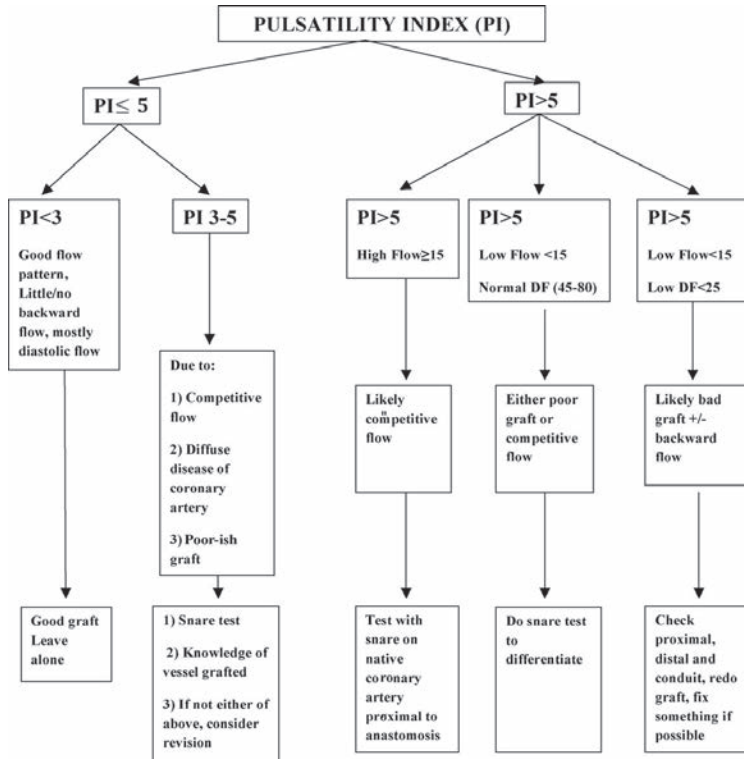 PULSATILITY INDEX (PI)
PI≤ 5
PI>5
PI<3
Good flow
pattern,
Little/no
backward
flow, mostly
diastolic flow
PI 3-5
PI>5
High Flow≥15
PI>5
Low Flow <15
Normal DF (45-80)
PI>5
Low Flow<15
Low DF<25
Due to:
1) Competitive
flow
2) Diffuse
disease of
coronary
artery
3) Poor-ish
graft
Likely
competitive
flow
Either poor
graft or
competitive
flow
Likely bad
graft +/-
backward
flow
Good graft
Leave
alone
1) Snare test
2) Knowledge of
vessel grafted
3) If not either of
above, consider
revision
Test with
snare on
native
coronary
artery
proximal to
anastomosis
Do snare test
to
differentiate
Check
proximal,
distal and
conduit, redo
graft, fix
something if
possible